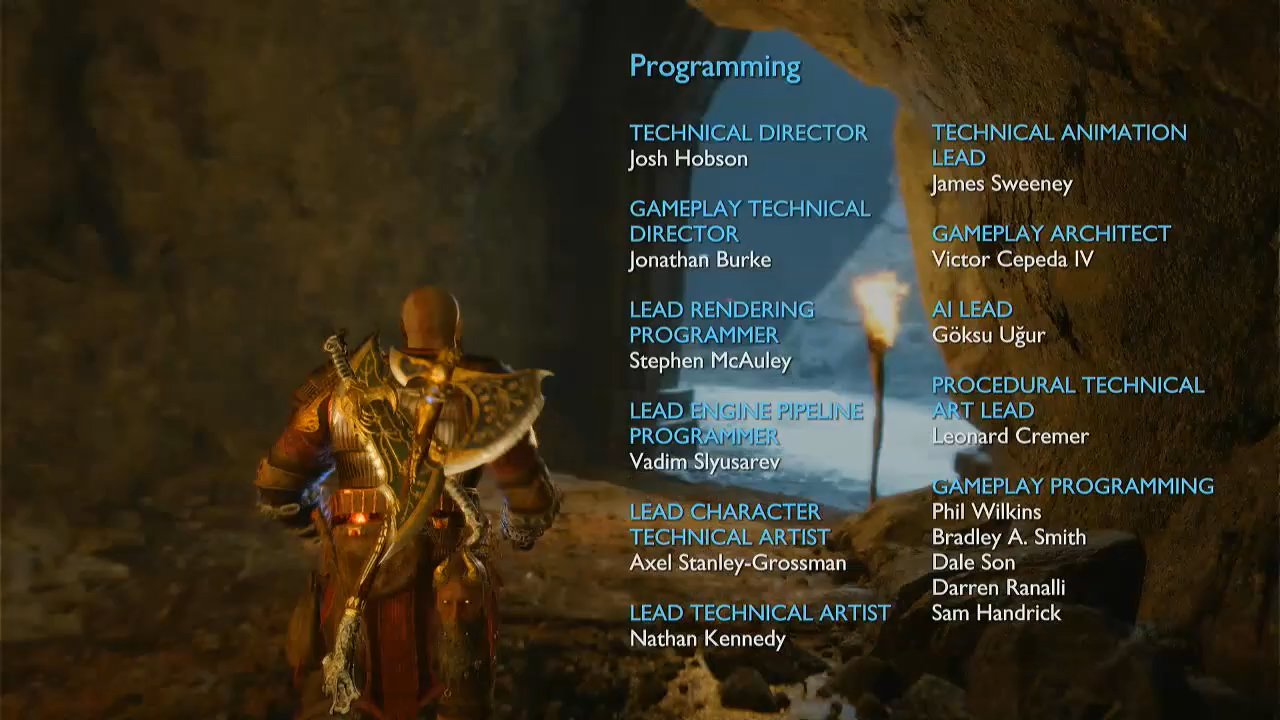 Programming
TECHNICAL DIRECTOR
Josh Hobson
GAMEPLAY TECHNICAL
DIRECTOR
Jonathan Burke
LEAD RENDERING
PROGRAMMER
Stephen McAuley
LEAD ENGINE PIPELINE
PROGRAMMER
Vadim Slyusarev
LEAD CHARACTER
TECHNICAL ARTIST
Axel Stanley-Grossman
LEAD TECHNICAL ARTIST
Nathan Kennedy
TECHNICAL ANIMATION
LEAD
James Sweeney
GAMEPLAY ARCHITECT
Victor Cepeda IV
AI LEAD
Göksu Uğur
PROCEDURAL TECHNICAL
ART LEAD
Leonard Cremer
GAMEPLAY PROGRAMMING
Phil Wilkins
Bradley A. Smith
Dale Son
Darren Ranalli
Sam Handrick